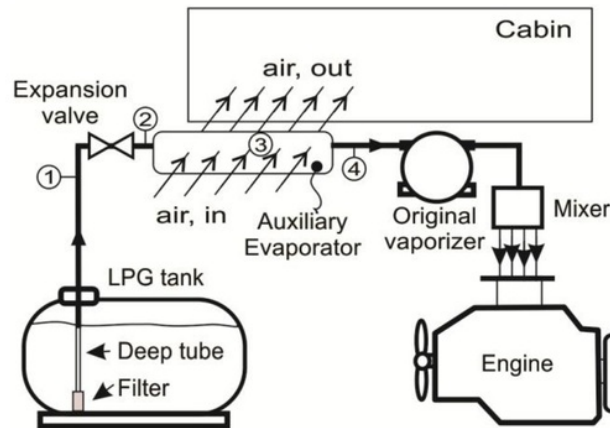 Cabin
air, out
Expansion
valve
2
3
1
4
air, in
Auxiliary
Evaporator
Original
vaporizer
Mixer
LPG tank
Deep tube
Filter
Engine